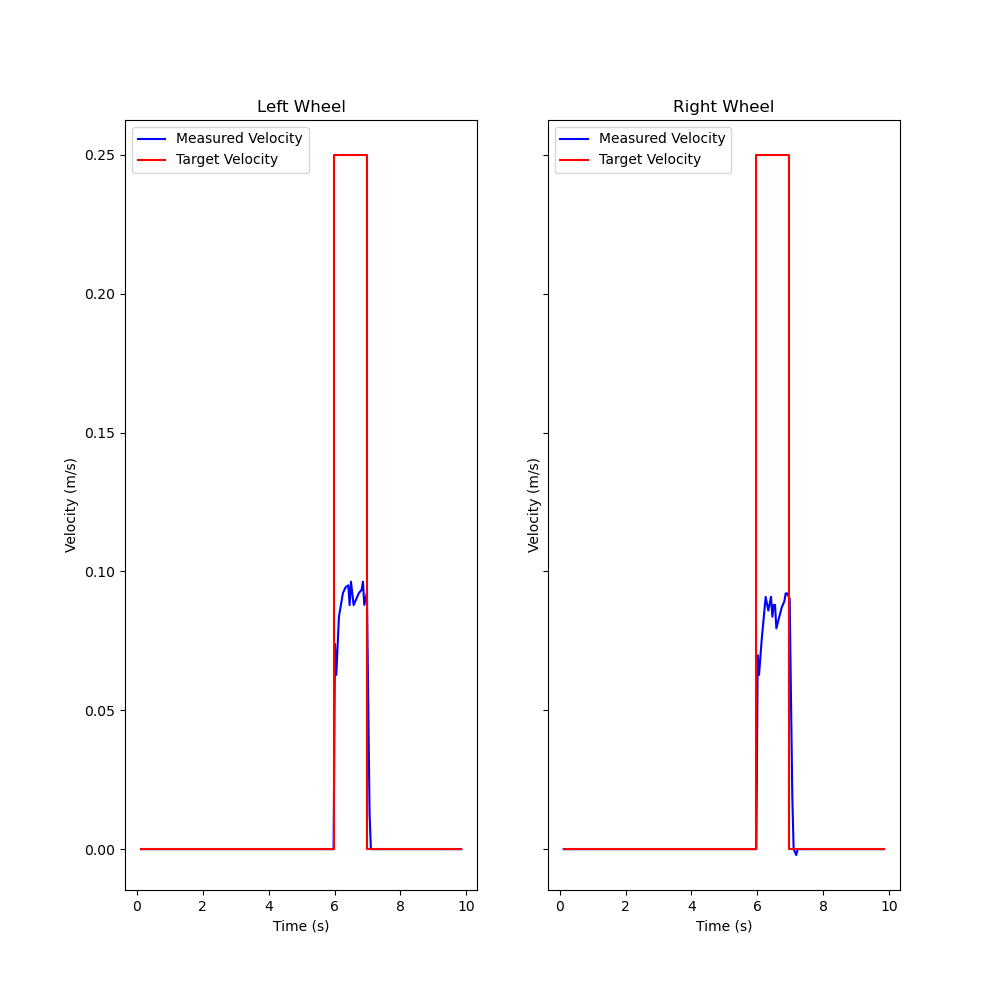 Left Wheel
Measured Velocity
Target Velocity
0.25
0.20
0.15
0.10
0.05
0.00
Velocity (m/s)
0 2 4 6 8 10
Time (s)
Right Wheel
Measured Velocity
Target Velocity
Velocity (m/s)
0 2 4 6 8 10
Time (s)